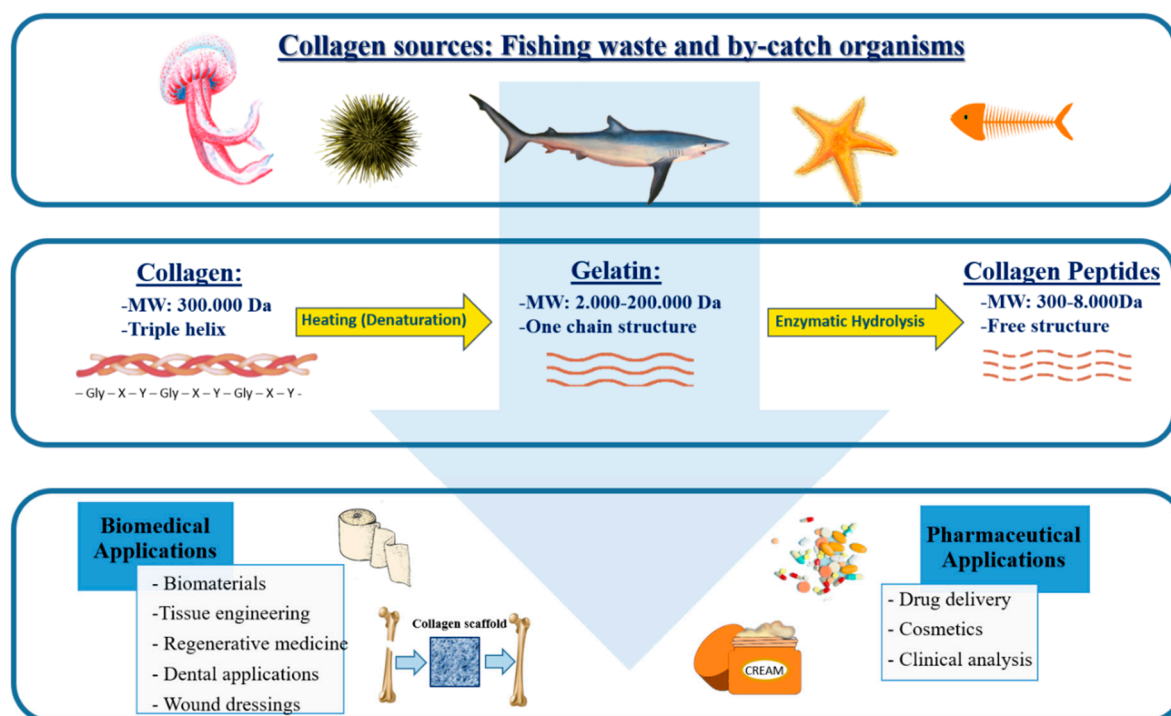 Collagen sources: Fishing waste and by-catch organisms
Collagen:
-MW: 300.000 Da
-Triple helix
– Gly – X – Y – Gly – X – Y – Gly – X – Y -
Heating (Denaturation)
Gelatin:
-MW: 2.000-200.000 Da
-One chain structure
Enzymatic Hydrolysis
Collagen Peptides
-MW: 300-8.000Da
-Free structure
Biomedical
Applications
- Biomaterials
-Tissue engineering
- Regenerative medicine
- Dental applications
- Wound dressings
Collagen scaffold
CREAM
Pharmaceutical
Applications
- Drug delivery
- Cosmetics
- Clinical analysis